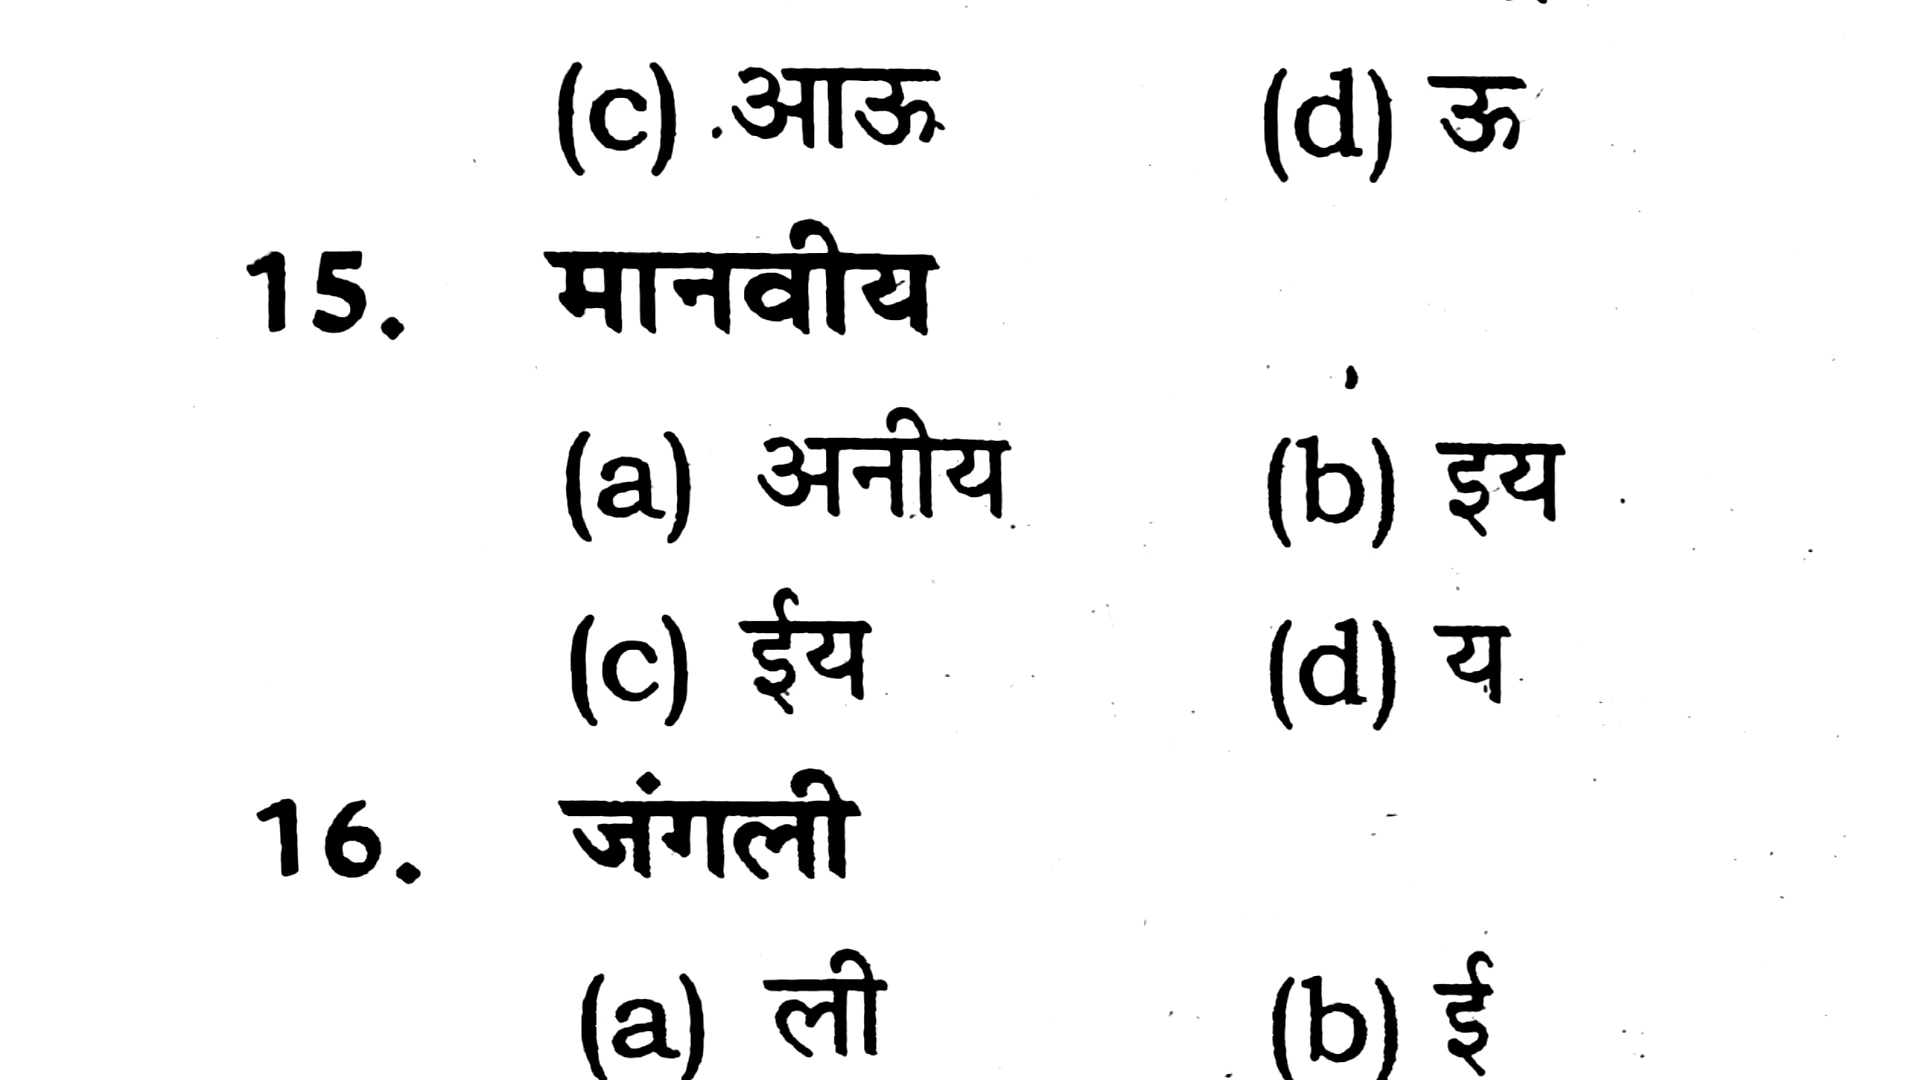 (c) आऊ (d) ऊ
15. मानवीय
(a) अनीय (b) इय
(c) ईय (d) य
16. जंगली
(a) ली (b) ई